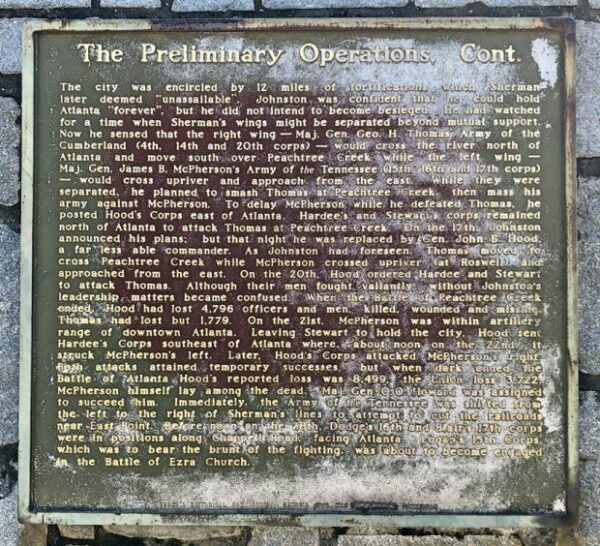 The Preliminary Operations. Cont.
The city was encircled by 12 miles of fortifications which Sherman
later deemed "unassailable". Johnston was confident that he could hold
Atlanta "forever", but he did not intend to become besieged. He had watched
for a time when Sherman's wings might be separated beyond mutual support.
Now he sensed that the right wing — Maj. Gen. Geo. H. Thomas' Army of the
Cumberland (4th, 14th and 20th corps) — would cross the river north of
Atlanta and move south over Peachtree Creek while the left wing —
Maj. Gen. James B. McPherson's Army of the Tennessee (15th, 16th and 17th corps)
— would cross upriver and approach from the east. While they were
separated, he planned to smash Thomas at Peachtree Creek, then mass his
army against McPherson. To delay McPherson while he defeated Thomas, he
posted Hood's Corps east of Atlanta. Hardee's and Stewart's corps remained
north of Atlanta to attack Thomas at Peachtree Creek. On the 17th, Johnston
announced his plans; but that night he was replaced by Gen. John B. Hood,
a far less able commander. As Johnston had foreseen, Thomas moved to
cross Peachtree Creek while McPherson crossed upriver (at Roswell) and
approached from the east. On the 20th, Hood ordered Hardee and Stewart
to attack Thomas. Although their men fought valiantly, without Johnston's
leadership matters became confused. When the Battle of Peachtree Creek
ended, Hood had lost 4,796 officers and men, killed, wounded and missing.
Thomas had lost but 1,779. On the 21st, McPherson was within artillery
range of downtown Atlanta. Leaving Stewart to hold the city, Hood sent
Hardee's Corps southeast of Atlanta where, about noon on the 22nd, it
struck McPherson's left. Later, Hood's Corps attacked McPherson's right.
Both attacks attained temporary successes, but when dark ended the
Battle of Atlanta Hood's reported loss was 8,499, the Union loss 3,722.
McPherson himself lay among the dead. Maj. Gen. O.O. Howard was assigned
to succeed him. Immediately, the Army of the Tennessee was shifted from
the left to the right of Sherman's lines to attempt to cut the railroads
near East Point. Before noon on the 28th, Dodge's 16th and Blair's 17th corps
were in positions along Chappell Road, facing Atlanta. Logan's 15th Corps,
which was to bear the brunt of the fighting, was about to become engaged
in the Battle of Ezra Church.